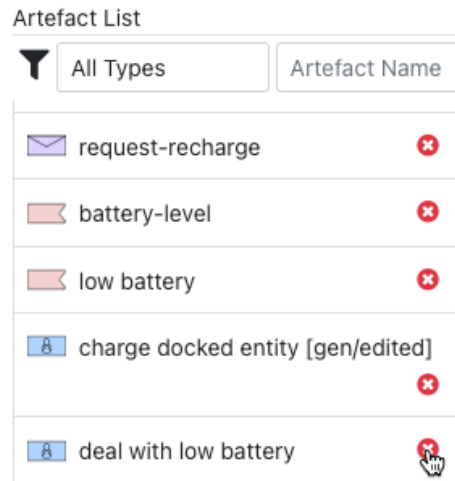 Artefact List
All Types
Artefact Name
request-recharge
battery-level
low battery
charge docked entity [gen/edited]
deal with low battery